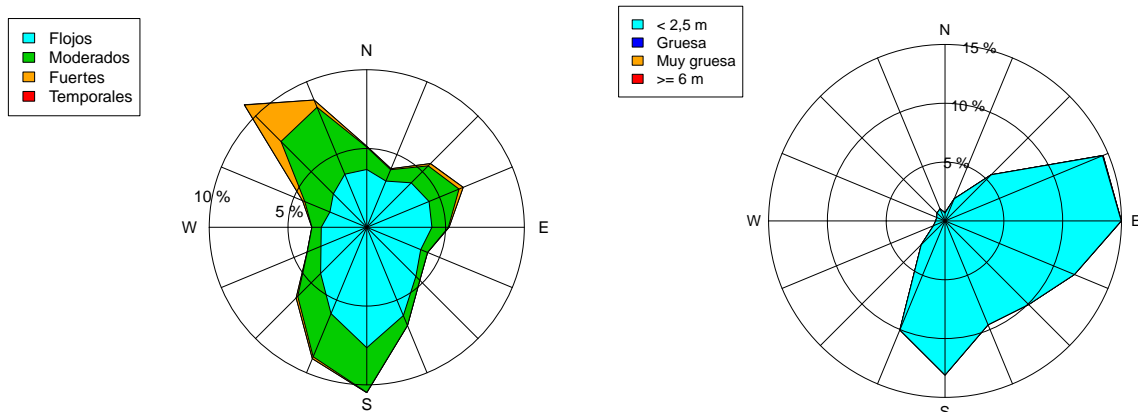 Flojos
Moderados
Fuertes
Temporales
N
10 %
5 %
W
E
S
< 2,5 m
Gruesa
Muy gruesa
>= 6 m
N
15 %
10 %
5 %
W
E
S